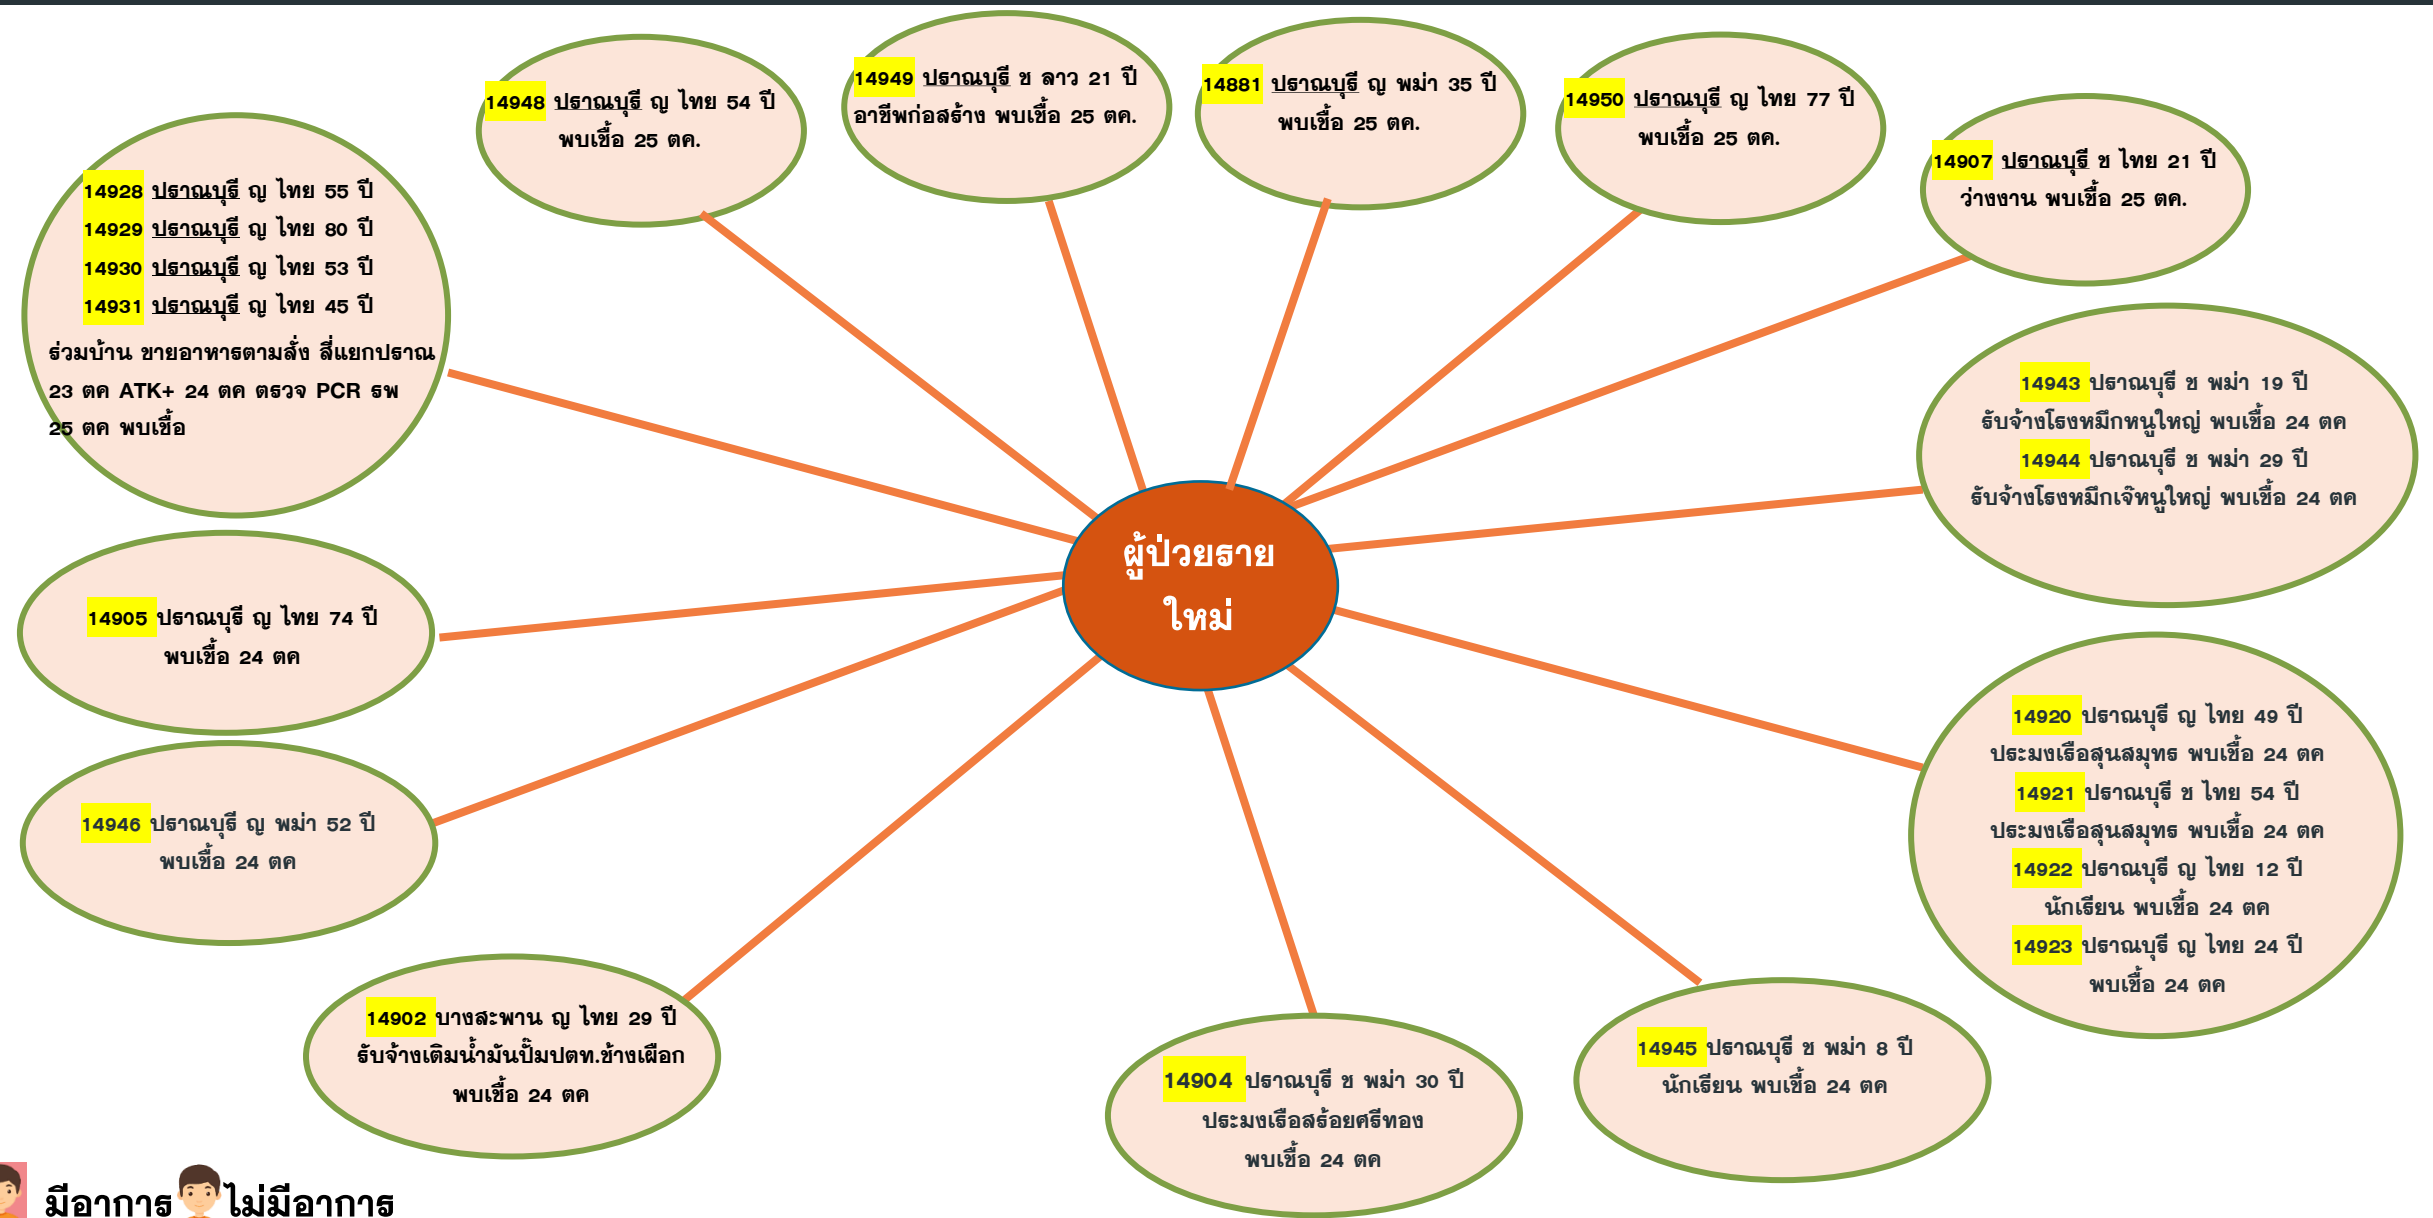 14948 ปราณบุรี ญ ไทย 54 ปี
พบเชื้อ 25 ตค.
14949 ปราณบุรี ช ลาว 21 ปี
อาชีพก่อสร้าง พบเชื้อ 25 ตค.
14881 ปราณบุรี ญ พม่า 35 ปี
พบเชื้อ 25 ตค.
14950 ปราณบุรี ญ ไทย 77 ปี
พบเชื้อ 25 ตค.
14907 ปราณบุรี ช ไทย 21 ปี
ว่างงาน พบเชื้อ 25 ตค.
14928 ปราณบุรี ญ ไทย 55 ปี
14929 ปราณบุรี ญ ไทย 80 ปี
14930 ปราณบุรี ญ ไทย 53 ปี
14931 ปราณบุรี ญ ไทย 45 ปี
ร่วมบ้าน ขายอาหารตามสั่ง สี่แยกปราณ
23 ตค ATK+ 24 ตค ตรวจ PCR รพ
25 ตค พบเชื้อ
14943 ปราณบุรี ช พม่า 19 ปี
รับจ้างโรงหมึกหนูใหญ่ พบเชื้อ 24 ตค
14944 ปราณบุรี ช พม่า 29 ปี
รับจ้างโรงหมึกเจ๊หนูใหญ่ พบเชื้อ 24 ตค
ผู้ป่วยราย
ใหม่
14905 ปราณบุรี ญ ไทย 74 ปี
พบเชื้อ 24 ตค
14920 ปราณบุรี ญ ไทย 49 ปี
ประมงเรือสุนสมุทร พบเชื้อ 24 ตค
14921 ปราณบุรี ช ไทย 54 ปี
ประมงเรือสุนสมุทร พบเชื้อ 24 ตค
14922 ปราณบุรี ญ ไทย 12 ปี
นักเรียน พบเชื้อ 24 ตค
14923 ปราณบุรี ญ ไทย 24 ปี
พบเชื้อ 24 ตค
14946 ปราณบุรี ญ พม่า 52 ปี
พบเชื้อ 24 ตค
14902 บางสะพาน ญ ไทย 29 ปี
รับจ้างเติมน้ำมันปั๊มปตท.ช้างเผือก
พบเชื้อ 24 ตค
14904 ปราณบุรี ช พม่า 30 ปี
ประมงเรือสร้อยศรีทอง
พบเชื้อ 24 ตค
14945 ปราณบุรี ช พม่า 8 ปี
นักเรียน พบเชื้อ 24 ตค
มีอาการ ไม่มีอาการ